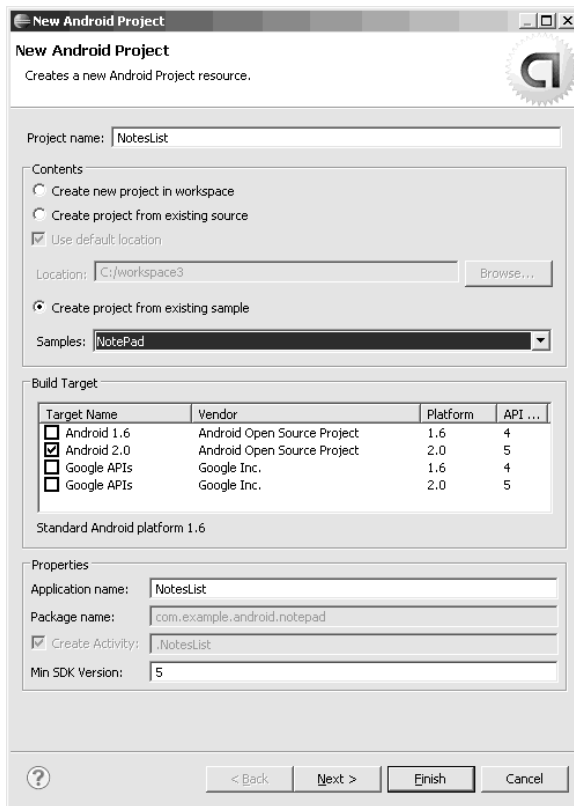 New Android Project
New Android Project
Creates a new Android Project resource.
Project name: NotesList
Contents
Create new project in workspace
Create project from existing source
Use default location
Location: C:/workspace3 Browse...
Create project from existing sample
Samples: NotePad
Build Target
Target Name Vendor Platform API ...
Android 1.6 Android Open Source Project 1.6 4
Android 2.0 Android Open Source Project 2.0 5
Google APIs Google Inc. 1.6 4
Google APIs Google Inc. 2.0 5
Standard Android platform 1.6
Properties
Application name: NotesList
Package name: com.example.android.notepad
Create Activity: .NotesList
Min SDK Version: 5
? < Back Next > Finish Cancel